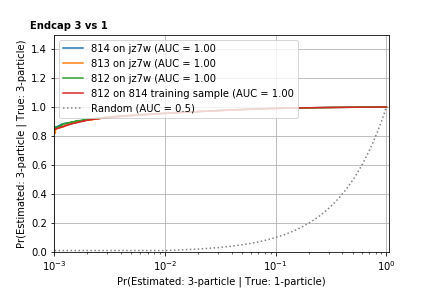 Endcap 3 vs 1
Pr(Estimated: 3-particle | True: 3-particle)
1.4
1.2
1.0
0.8
0.6
0.4
0.2
0.0
814 on jz7w (AUC = 1.00
813 on jz7w (AUC = 1.00
812 on jz7w (AUC = 1.00
812 on 814 training sample (AUC = 1.00
Random (AUC = 0.5)
10⁻³ 10⁻² 10⁻¹ 10⁰
Pr(Estimated: 3-particle | True: 1-particle)